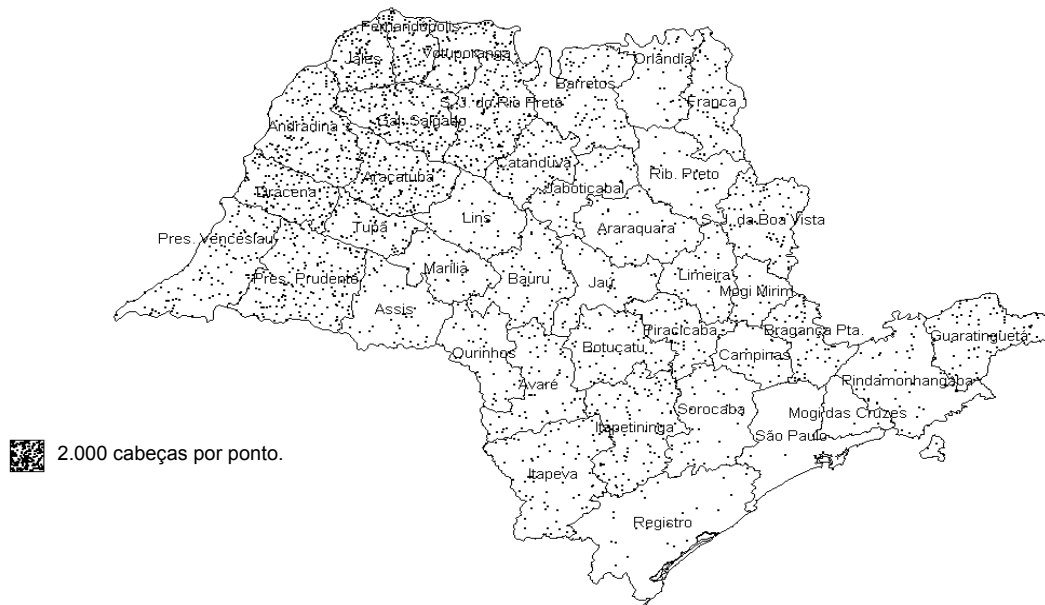 Fernandópolis
Jales
Votuporanga
Orlândia
Barretos
S. J. do Rio Preto
Franca
Andradina
Gal. Salgado
Catanduva
Araçatuba
Rib. Preto
Dracena
Jaboticabal
Lins
S. J. da Boa Vista
Tupã
Araraquara
Pres. Venceslau
Marília
Pres. Prudente
Bauru
Jaú
Limeira
Mogi Mirim
Assis
Piracicaba
Bragança Pta.
Guaratinguetá
Ourinhos
Botucatu
Campinas
Avaré
Pindamonhangaba
Sorocaba
Mogi das Cruzes
Itapetininga
São Paulo
2.000 cabeças por ponto.
Itapeva
Registro